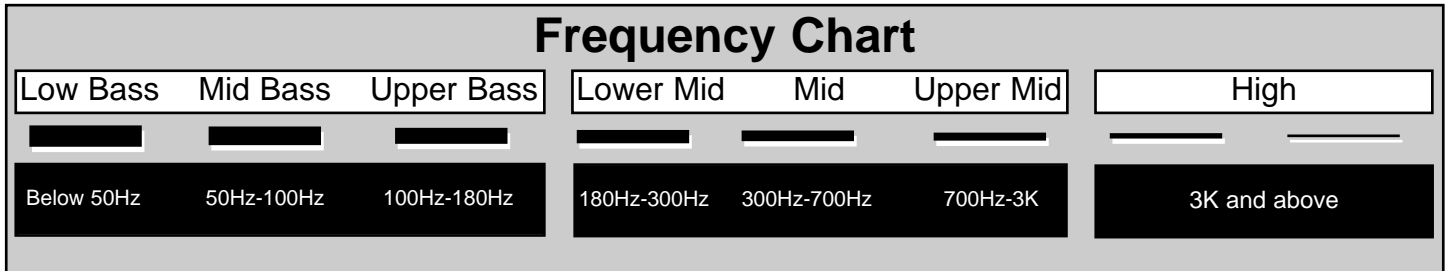 Frequency Chart
Low Bass Mid Bass Upper Bass Lower Mid Mid Upper Mid High
Below 50Hz 50Hz-100Hz 100Hz-180Hz 180Hz-300Hz 300Hz-700Hz 700Hz-3K 3K and above